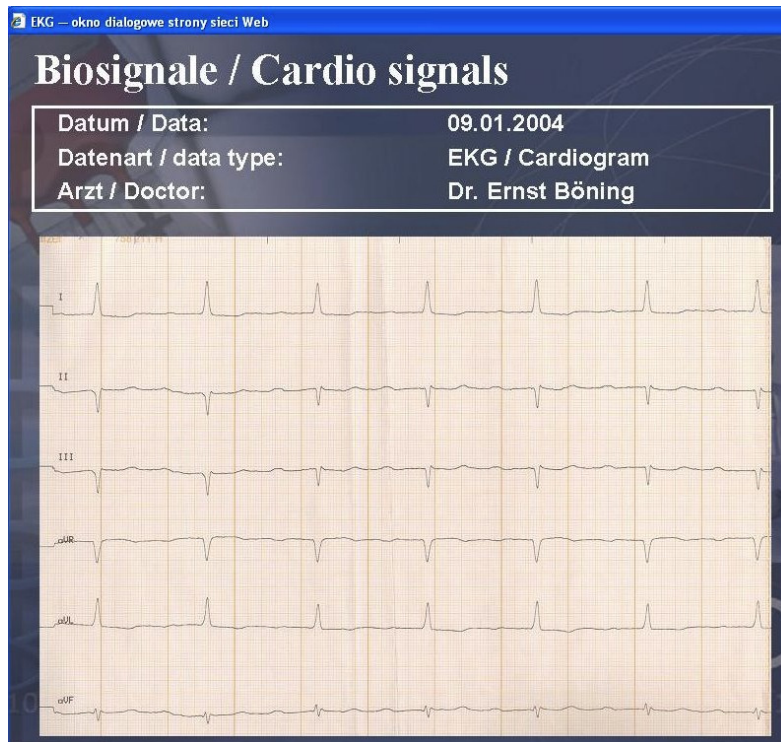 EKG — okno dialogowe strony sieci Web
Biosignale / Cardio signals
Datum / Data: 09.01.2004
Datenart / data type: EKG / Cardiogram
Arzt / Doctor: Dr. Ernst Böning
I
II
III
aVR
aVL
aVF
10